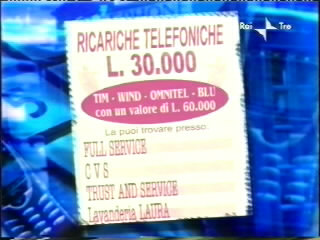 Rai Tre
RICARICHE TELEFONICHE
L. 30.000
TIM - WIND - OMNITEL - BLU
con un valore di L. 60.000
La puoi trovare presso:
FULL SERVICE
C V S
TRUST AND SERVICE
Lavanderia LAURA